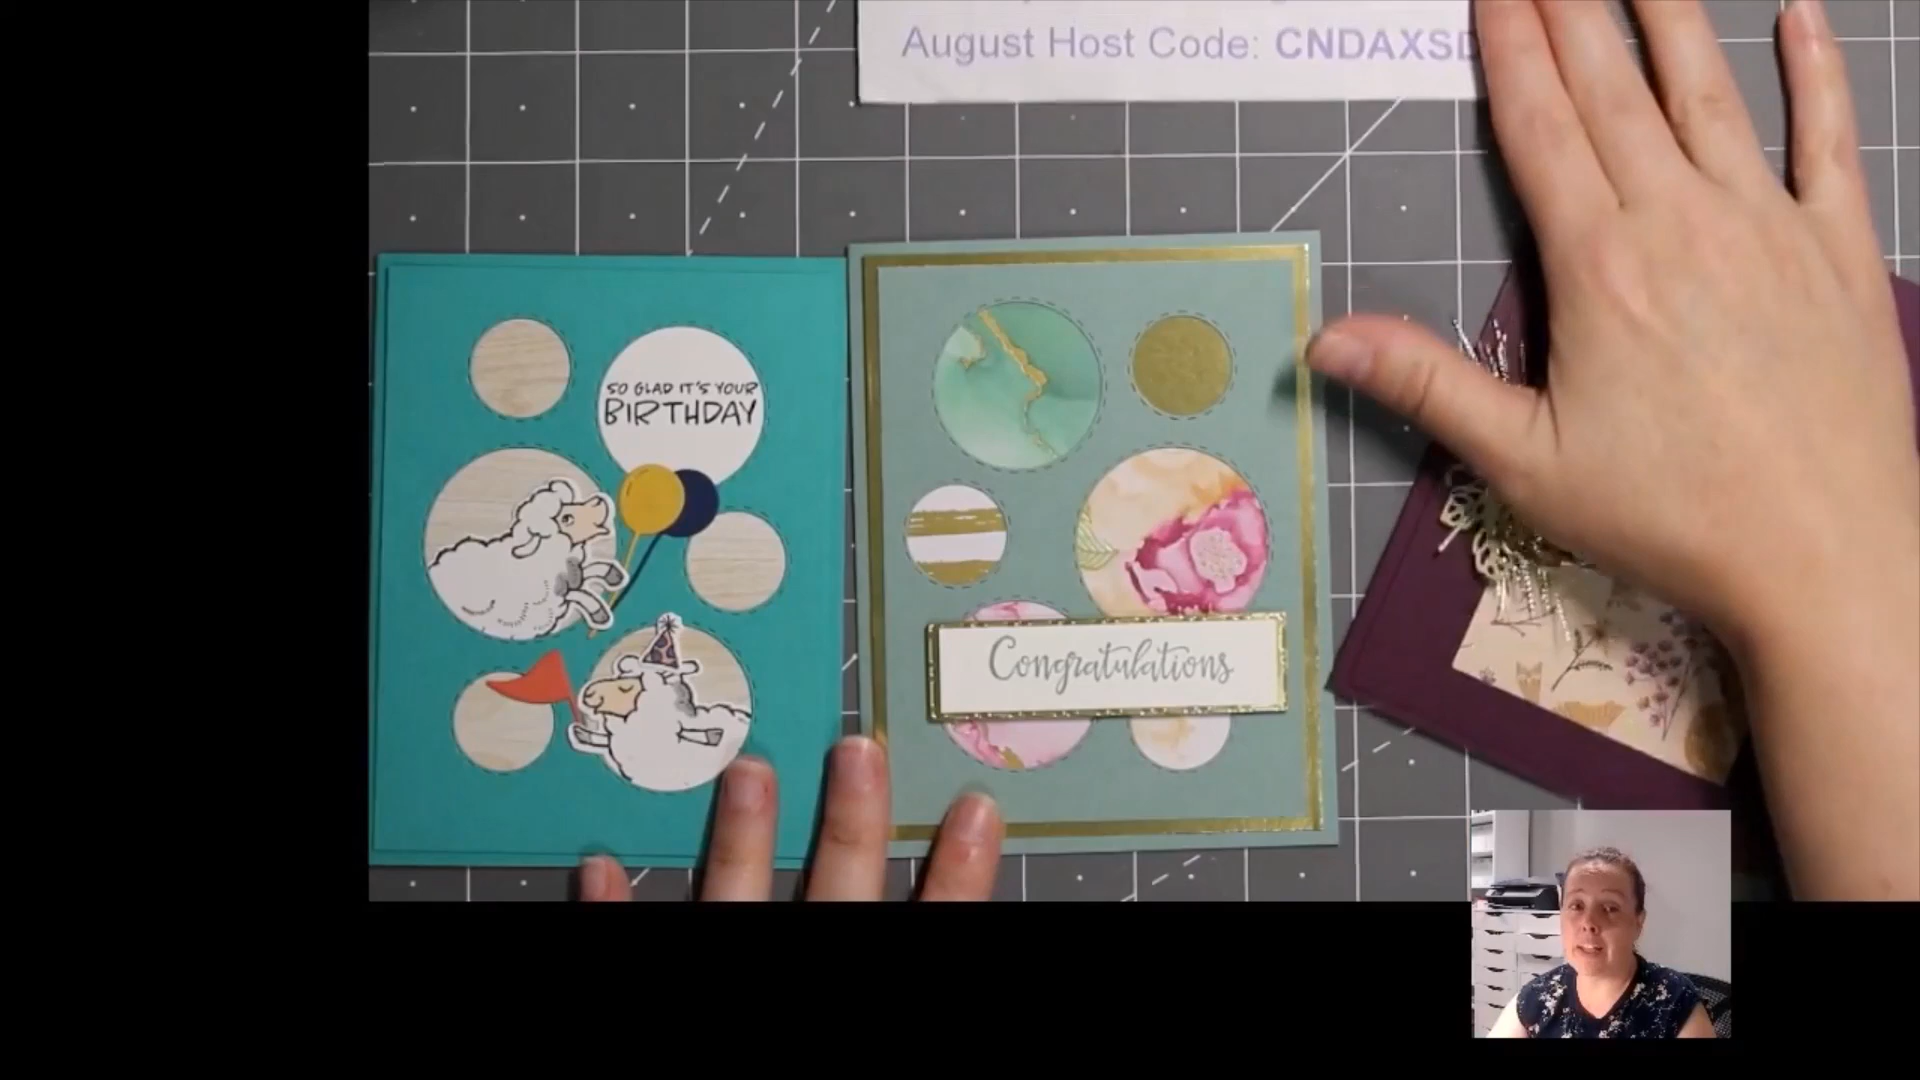 August Host Code: CNDAXSD
SO GLAD IT'S YOUR
BIRTHDAY
Congratulations